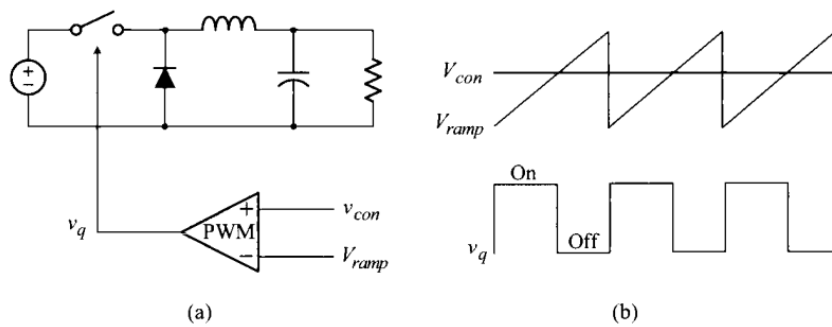 +
−
V_con
V_ramp
On
v_q
Off
v_q
+
PWM
−
v_con
V_ramp
(a)
(b)